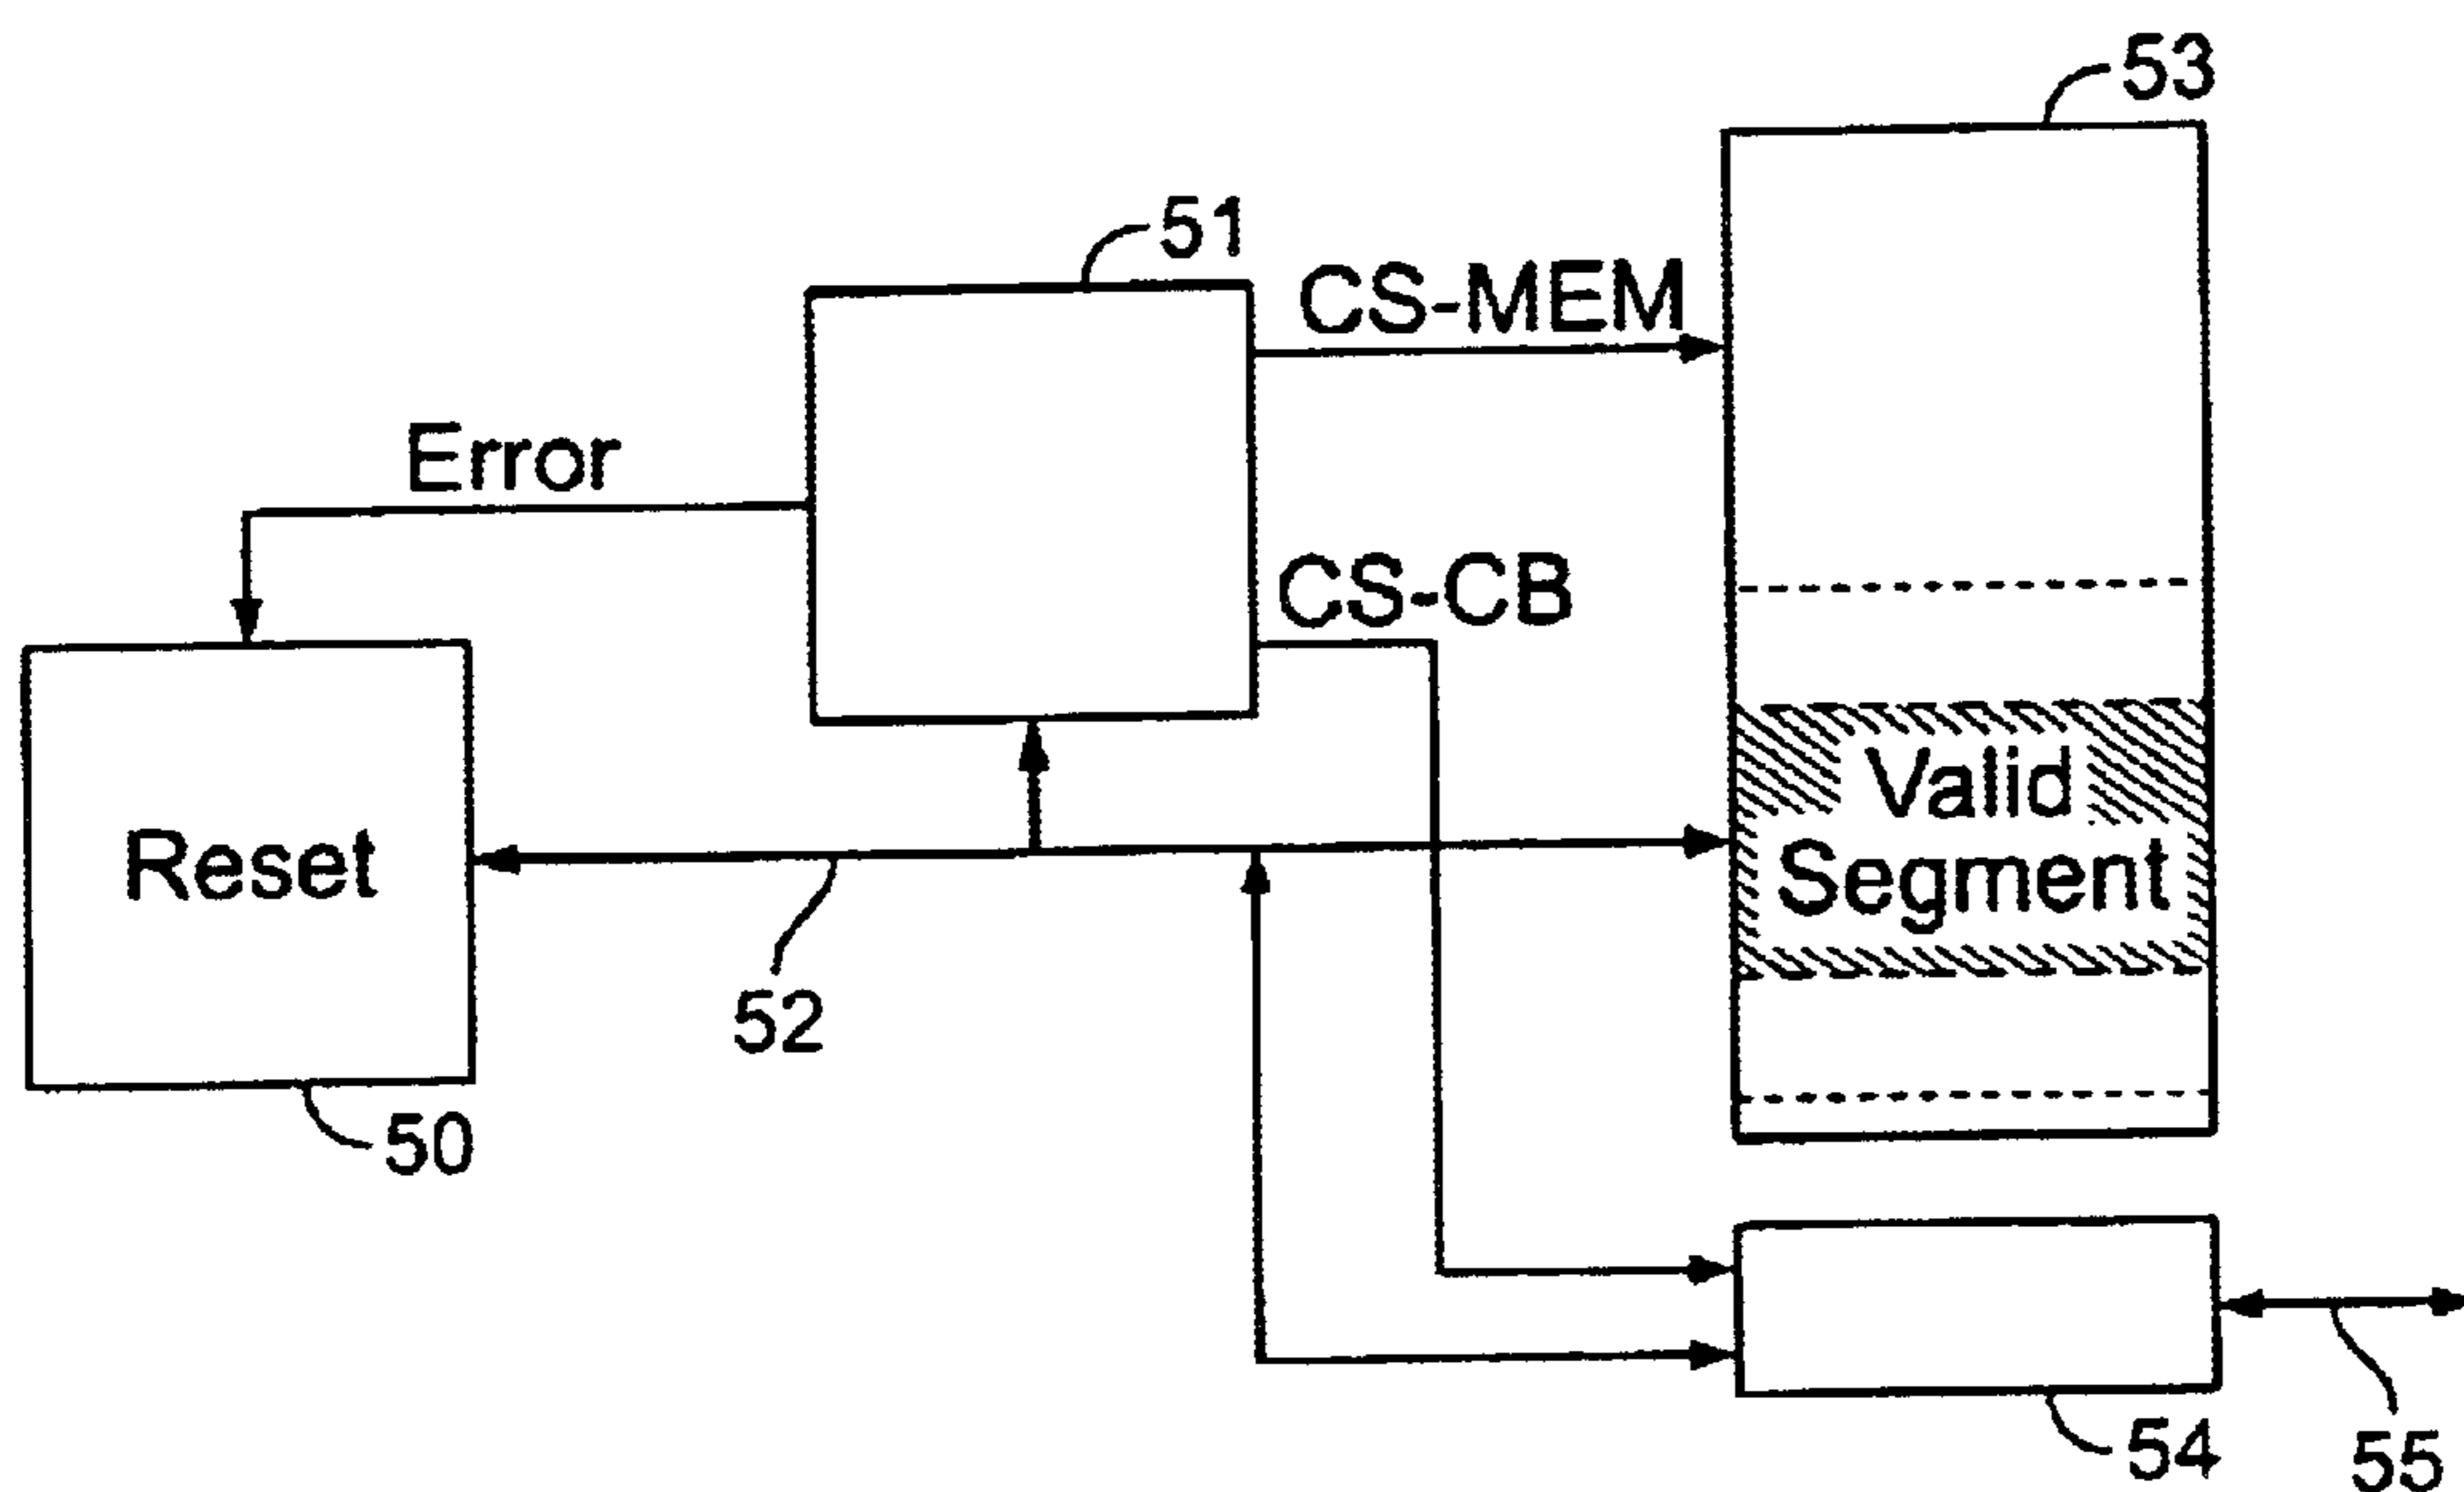 53
51
CS-MEM
Error
CS-CB
Valid
Segment
Reset
52
50
54
55